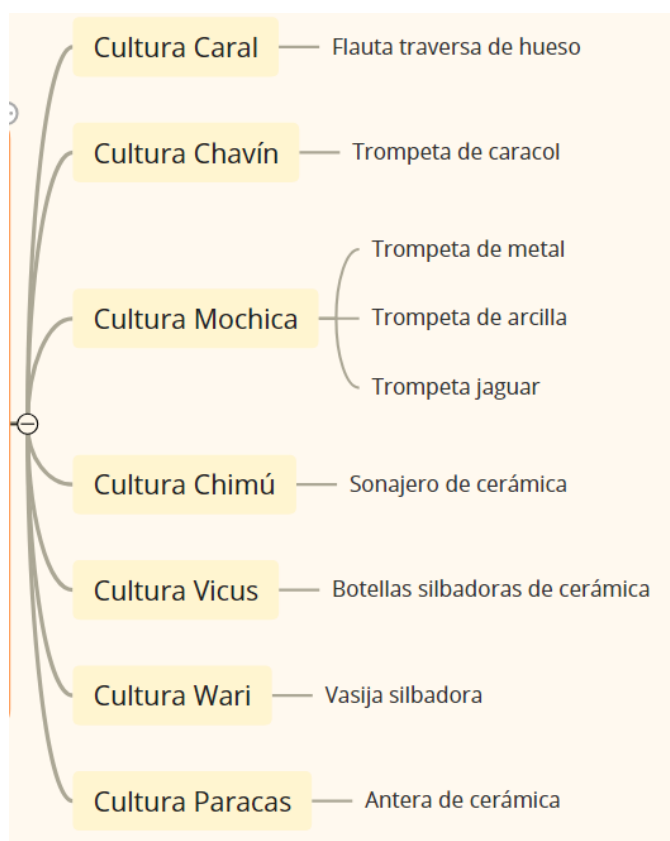 Cultura Caral
Flauta traversa de hueso
Cultura Chavín
Trompeta de caracol
Cultura Mochica
Trompeta de metal
Trompeta de arcilla
Trompeta jaguar
Cultura Chimú
Sonajero de cerámica
Cultura Vicus
Botellas silbadoras de cerámica
Cultura Wari
Vasija silbadora
Cultura Paracas
Antera de cerámica